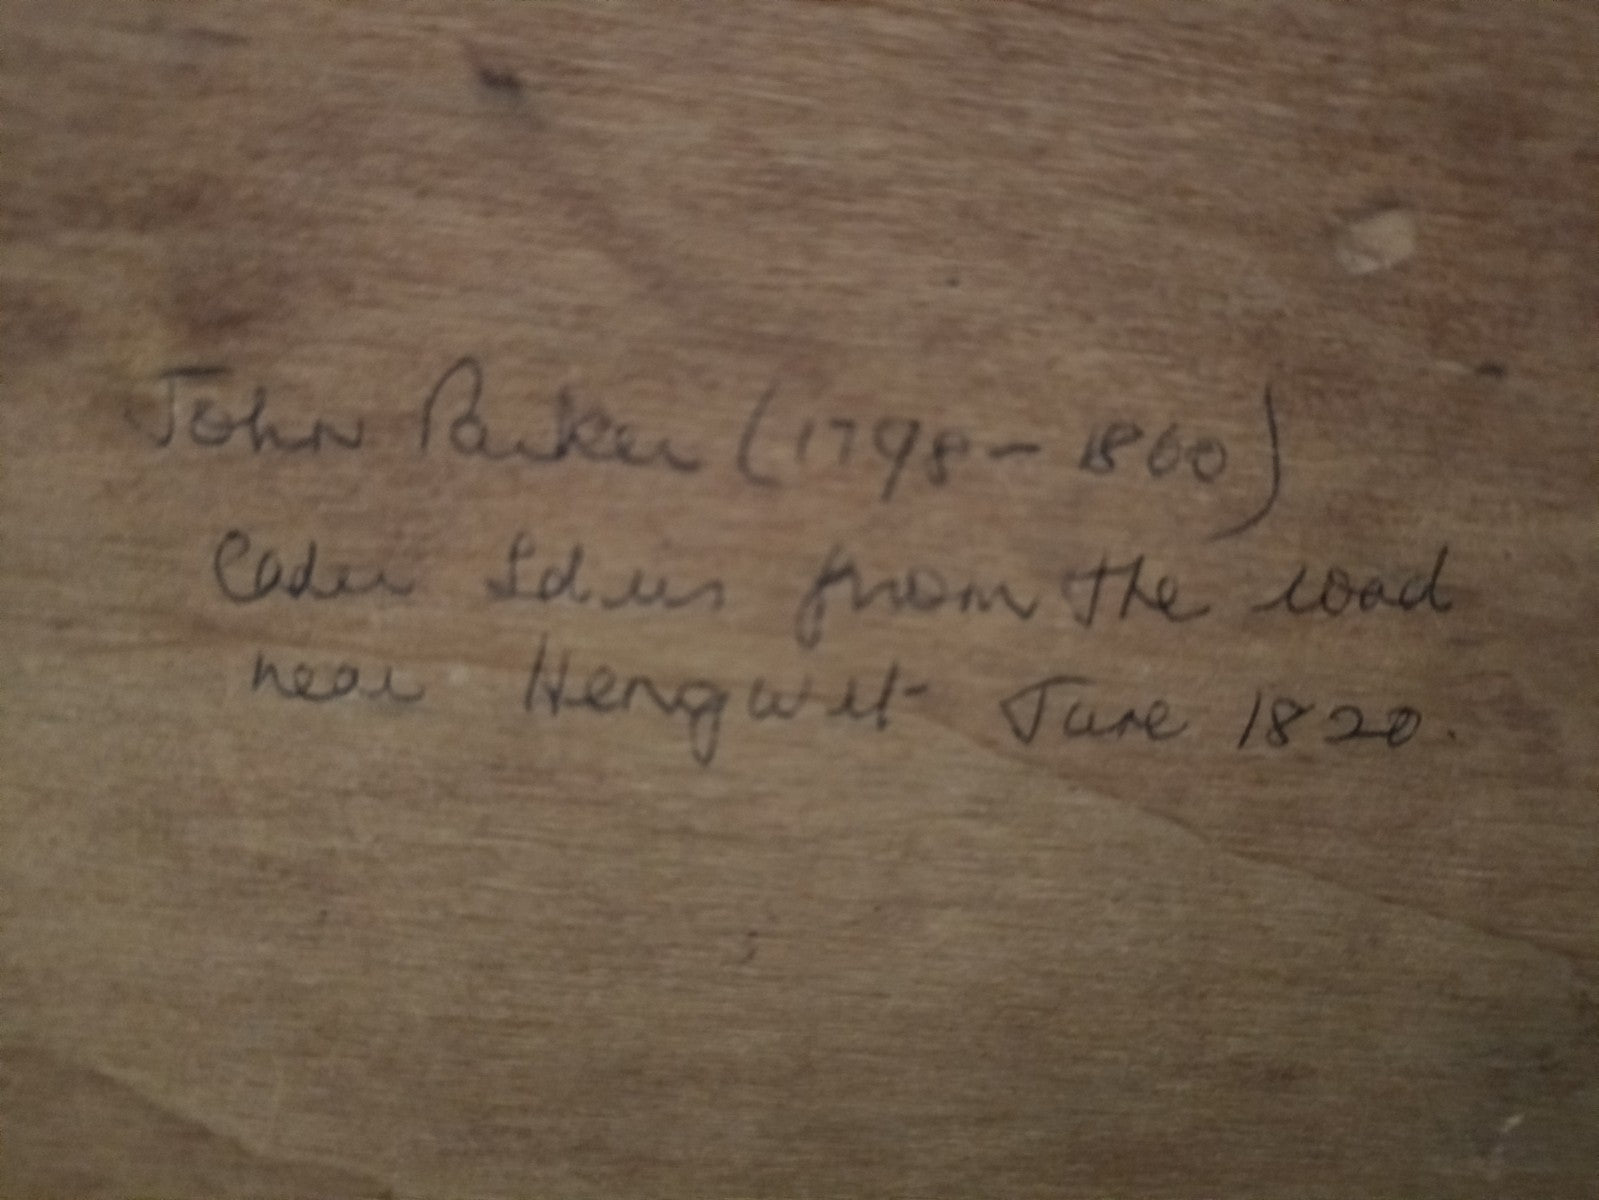 John Parker (1798 - 1860)
Cader Idris from the road
near Hengwrt June 1820.